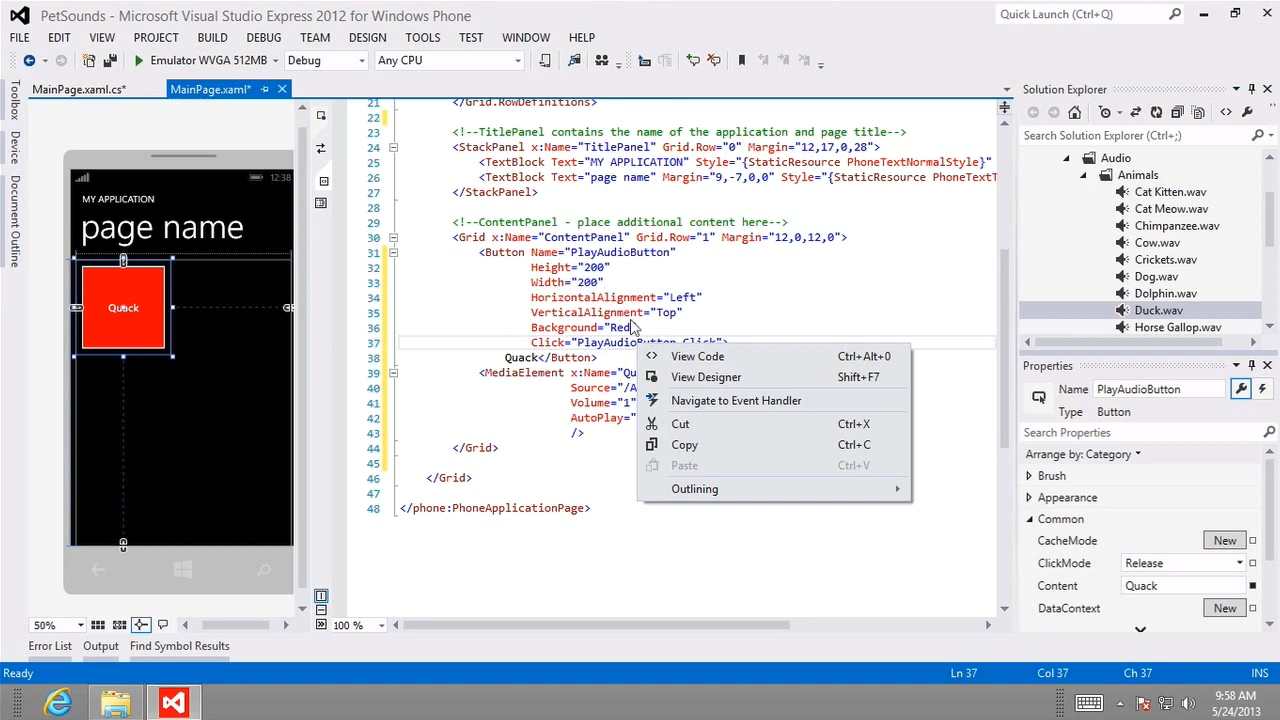 PetSounds - Microsoft Visual Studio Express 2012 for Windows Phone
Quick Launch (Ctrl+Q)
FILE EDIT VIEW PROJECT BUILD DEBUG TEAM DESIGN TOOLS TEST WINDOW HELP
Emulator WVGA 512MB Debug Any CPU
Toolbox
Device
Document Outline
MainPage.xaml.cs* MainPage.xaml*
12:38
MY APPLICATION
page name
Quack
50%
21 </Grid.RowDefinitions>
22
23 <!--TitlePanel contains the name of the application and page title-->
24 <StackPanel x:Name="TitlePanel" Grid.Row="0" Margin="12,17,0,28">
25 <TextBlock Text="MY APPLICATION" Style="{StaticResource PhoneTextNormalStyle}"
26 <TextBlock Text="page name" Margin="9,-7,0,0" Style="{StaticResource PhoneTextT
27 </StackPanel>
28
29 <!--ContentPanel - place additional content here-->
30 <Grid x:Name="ContentPanel" Grid.Row="1" Margin="12,0,12,0">
31 <Button Name="PlayAudioButton"
32 Height="200"
33 Width="200"
34 HorizontalAlignment="Left"
35 VerticalAlignment="Top"
36 Background="Red
37 Click="PlayAudioButton_Click">
38 Quack</Button>
39 <MediaElement x:Name="Qu
40 Source="/A
41 Volume="1"
42 AutoPlay="
43 />
44 </Grid>
45
46 </Grid>
47
48 </phone:PhoneApplicationPage>
View Code Ctrl+Alt+0
View Designer Shift+F7
Navigate to Event Handler
Cut Ctrl+X
Copy Ctrl+C
Paste Ctrl+V
Outlining
100 %
Solution Explorer
Search Solution Explorer (Ctrl+;)
Audio
Animals
Cat Kitten.wav
Cat Meow.wav
Chimpanzee.wav
Cow.wav
Crickets.wav
Dog.wav
Dolphin.wav
Duck.wav
Horse Gallop.wav
Properties
Name PlayAudioButton
Type Button
Search Properties
Arrange by: Category
Brush
Appearance
Common
CacheMode New
ClickMode Release
Content Quack
DataContext New
Error List Output Find Symbol Results
Ready Ln 37 Col 37 Ch 37 INS
9:58 AM
5/24/2013